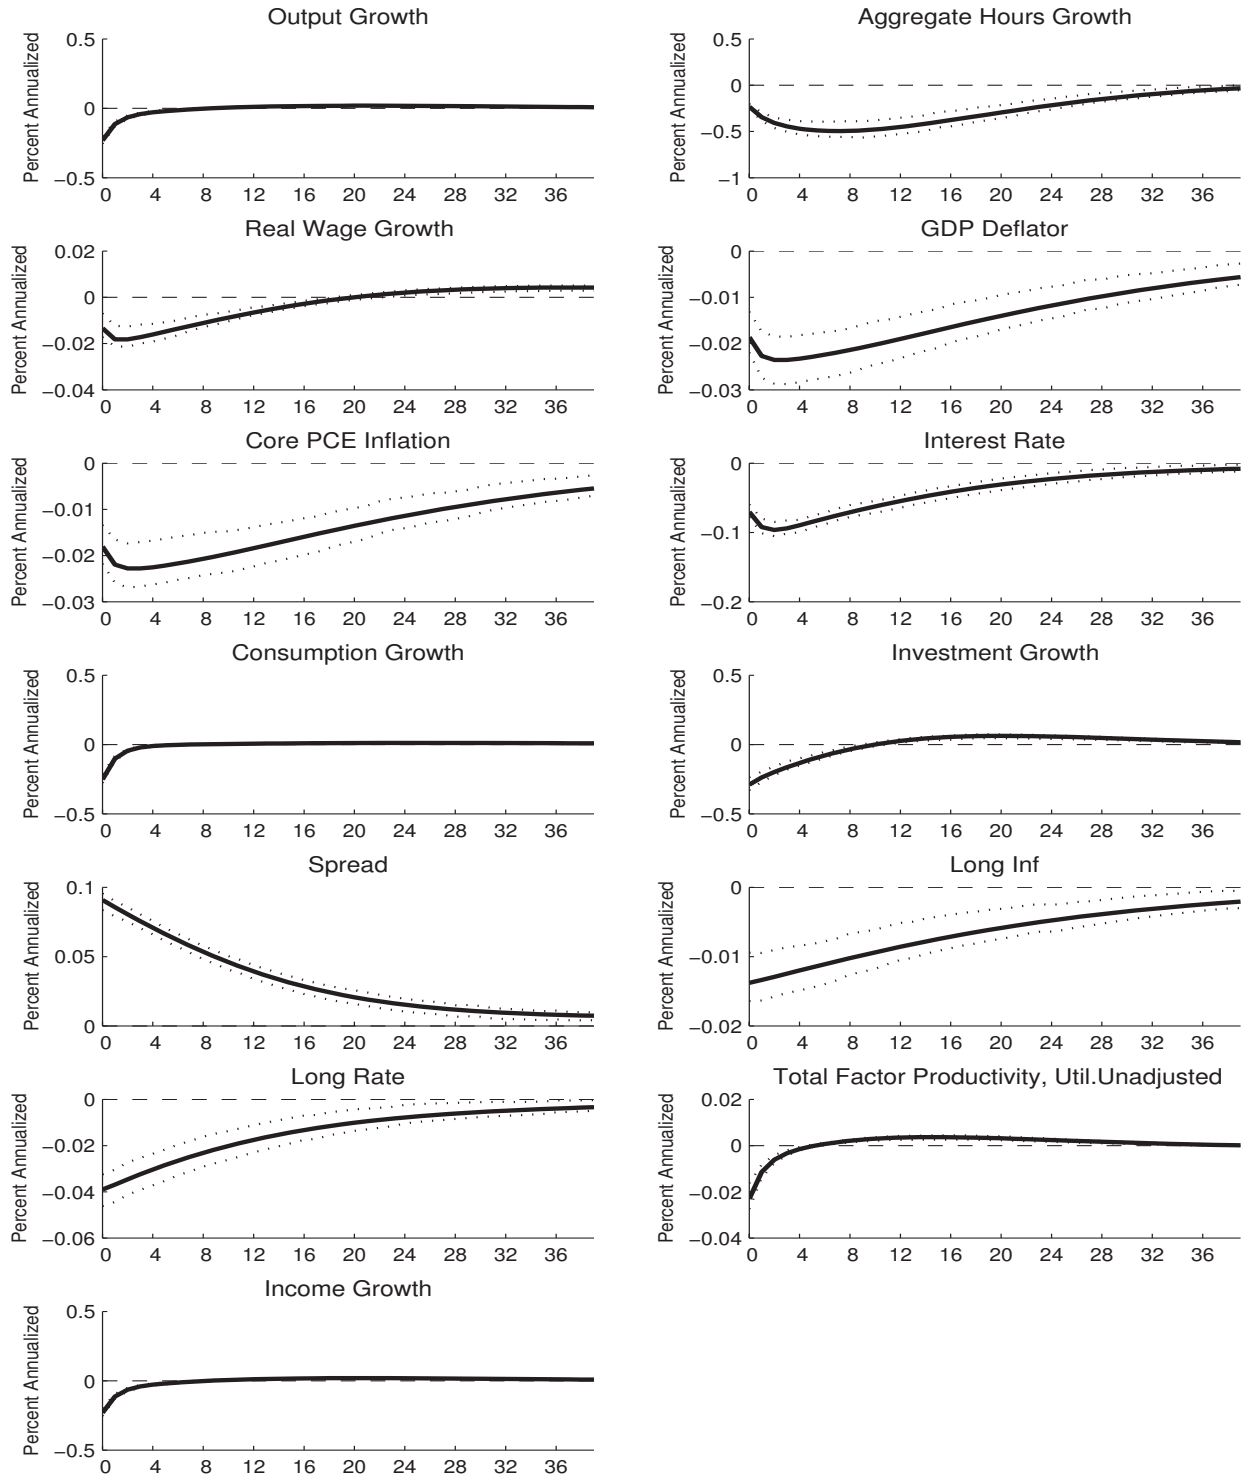 Output Growth
Percent Annualized
0.5
0
−0.5
0 4 8 12 16 20 24 28 32 36
Aggregate Hours Growth
Percent Annualized
0.5
0
−0.5
−1
0 4 8 12 16 20 24 28 32 36
Real Wage Growth
Percent Annualized
0.02
0
−0.02
−0.04
0 4 8 12 16 20 24 28 32 36
GDP Deflator
Percent Annualized
0
−0.01
−0.02
−0.03
0 4 8 12 16 20 24 28 32 36
Core PCE Inflation
Percent Annualized
0
−0.01
−0.02
−0.03
0 4 8 12 16 20 24 28 32 36
Interest Rate
Percent Annualized
0
−0.1
−0.2
0 4 8 12 16 20 24 28 32 36
Consumption Growth
Percent Annualized
0.5
0
−0.5
0 4 8 12 16 20 24 28 32 36
Investment Growth
Percent Annualized
0.5
0
−0.5
0 4 8 12 16 20 24 28 32 36
Spread
Percent Annualized
0.1
0.05
0
0 4 8 12 16 20 24 28 32 36
Long Inf
Percent Annualized
0
−0.01
−0.02
0 4 8 12 16 20 24 28 32 36
Long Rate
Percent Annualized
0
−0.02
−0.04
−0.06
0 4 8 12 16 20 24 28 32 36
Total Factor Productivity, Util.Unadjusted
Percent Annualized
0.02
0
−0.02
−0.04
0 4 8 12 16 20 24 28 32 36
Income Growth
Percent Annualized
0.5
0
−0.5
0 4 8 12 16 20 24 28 32 36